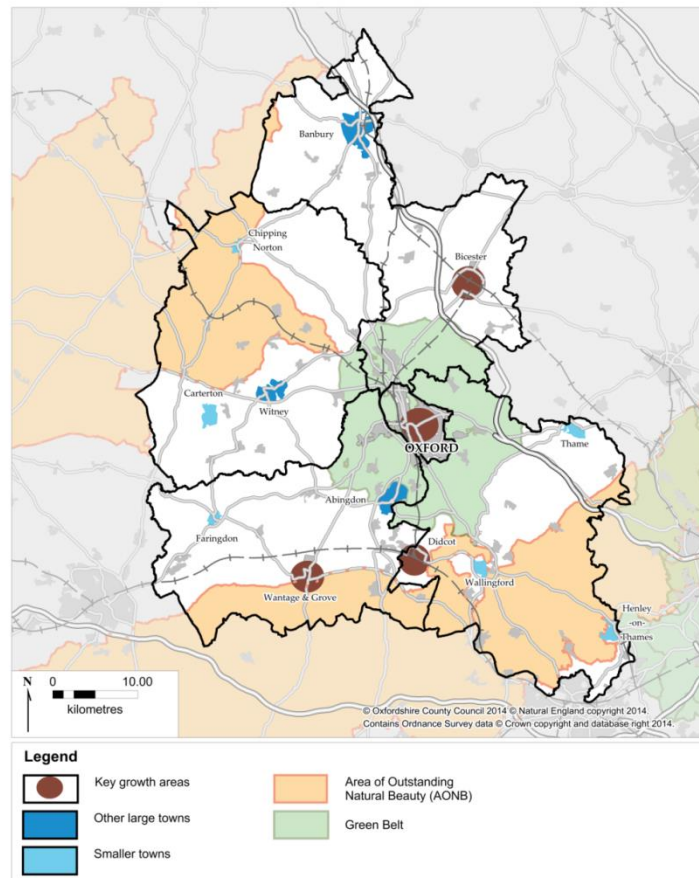 Banbury
Chipping
Norton
Bicester
Carterton
Witney
OXFORD
Thame
Abingdon
Faringdon
Didcot
Wallingford
Wantage & Grove
Henley
-on-
Thames
N
0 10.00
kilometres
© Oxfordshire County Council 2014 © Natural England copyright 2014.
Contains Ordnance Survey data © Crown copyright and database right 2014.
Legend
Key growth areas
Other large towns
Smaller towns
Area of Outstanding
Natural Beauty (AONB)
Green Belt